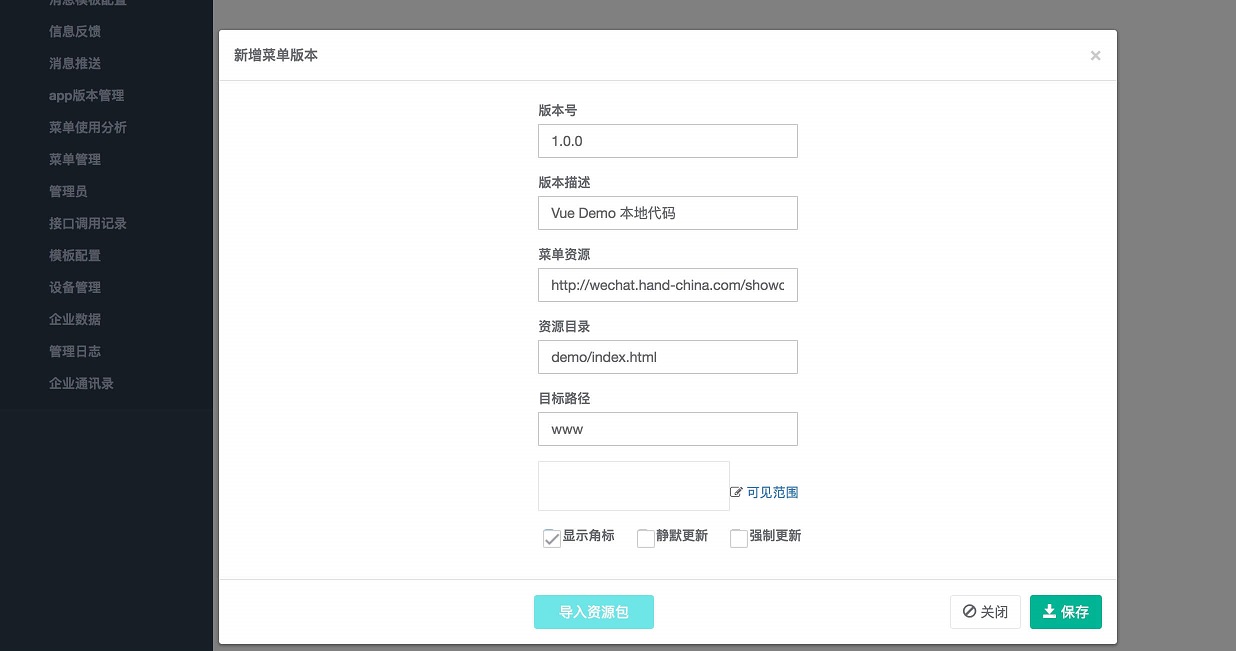 消息模板配置
信息反馈
消息推送
app版本管理
菜单使用分析
菜单管理
管理员
接口调用记录
模板配置
设备管理
企业数据
管理日志
企业通讯录
新增菜单版本
×
版本号
1.0.0
版本描述
Vue Demo 本地代码
菜单资源
http://wechat.hand-china.com/showc
资源目录
demo/index.html
目标路径
www
可见范围
显示角标 静默更新 强制更新
导入资源包 关闭 保存